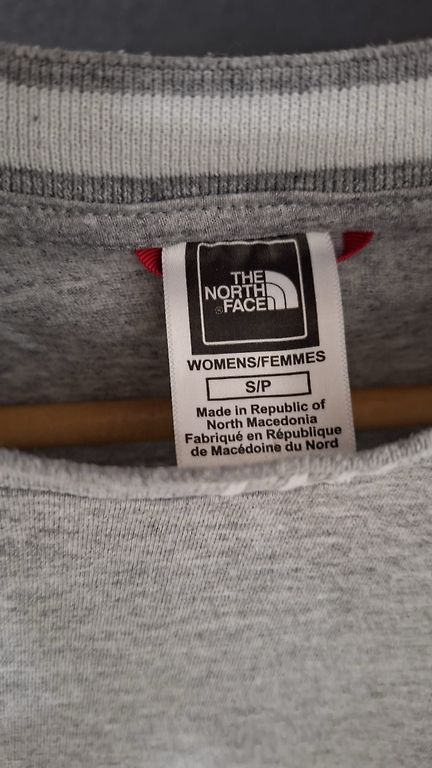 THE
NORTH
FACE
WOMENS/FEMMES
S/P
Made in Republic of
North Macedonia
Fabriqué en République
de Macédoine du Nord